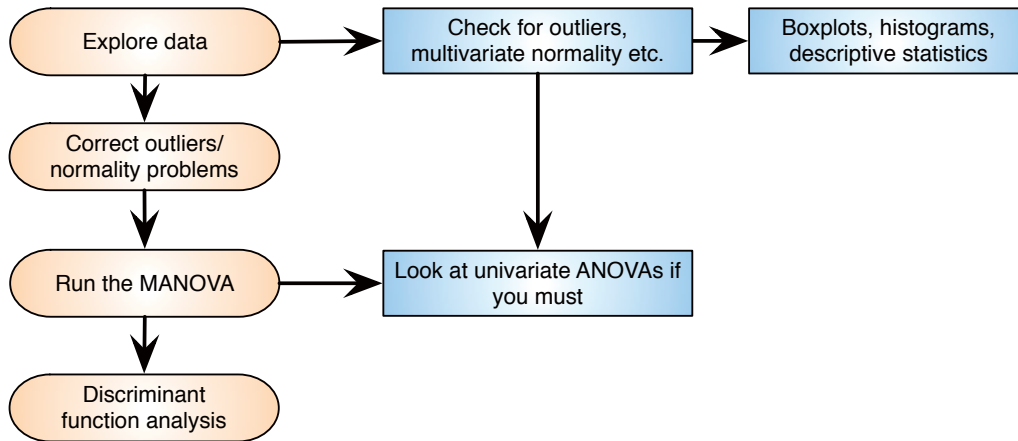 Explore data
Check for outliers,
multivariate normality etc.
Boxplots, histograms,
descriptive statistics
Correct outliers/
normality problems
Run the MANOVA
Look at univariate ANOVAs if
you must
Discriminant
function analysis